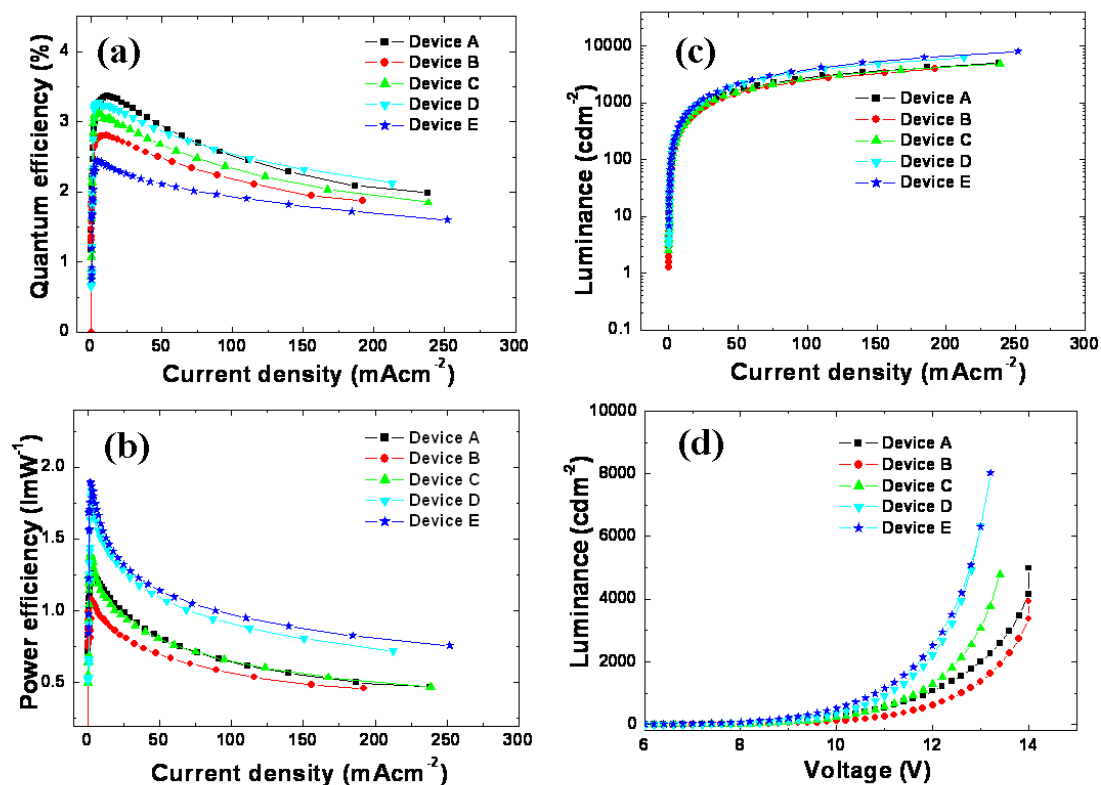 (a)
Quantum efficiency (%)
4
3
2
1
0
Device A
Device B
Device C
Device D
Device E
0 50 100 150 200 250 300
Current density (mAcm-2)
(c)
Luminance (cdm-2)
10000
1000
100
10
1
0.1
Device A
Device B
Device C
Device D
Device E
0 50 100 150 200 250 300
Current density (mAcm-2)
(b)
Power efficiency (lmW-1)
2.0
1.5
1.0
0.5
Device A
Device B
Device C
Device D
Device E
0 50 100 150 200 250 300
Current density (mAcm-2)
(d)
Luminance (cdm-2)
10000
8000
6000
4000
2000
0
Device A
Device B
Device C
Device D
Device E
6 8 10 12 14
Voltage (V)